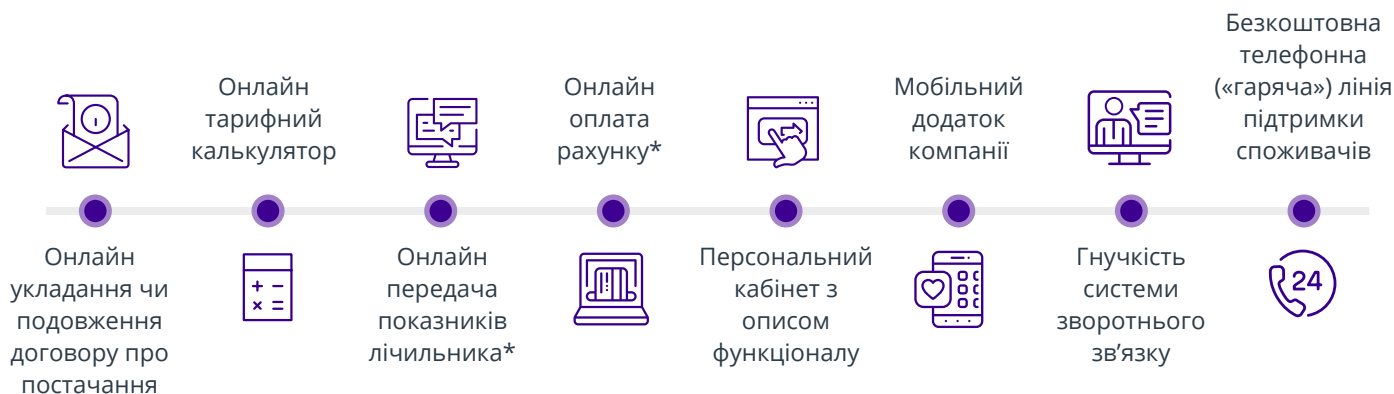 Онлайн
укладання чи
подовження
договору про
постачання
Онлайн
тарифний
калькулятор
Онлайн
передача
показників
лічильника*
Онлайн
оплата
рахунку*
Персональний
кабінет з
описом
функціоналу
Мобільний
додаток
компанії
Гнучкість
системи
зворотнього
зв’язку
Безкоштовна
телефонна
(«гаряча») лінія
підтримки
споживачів
24